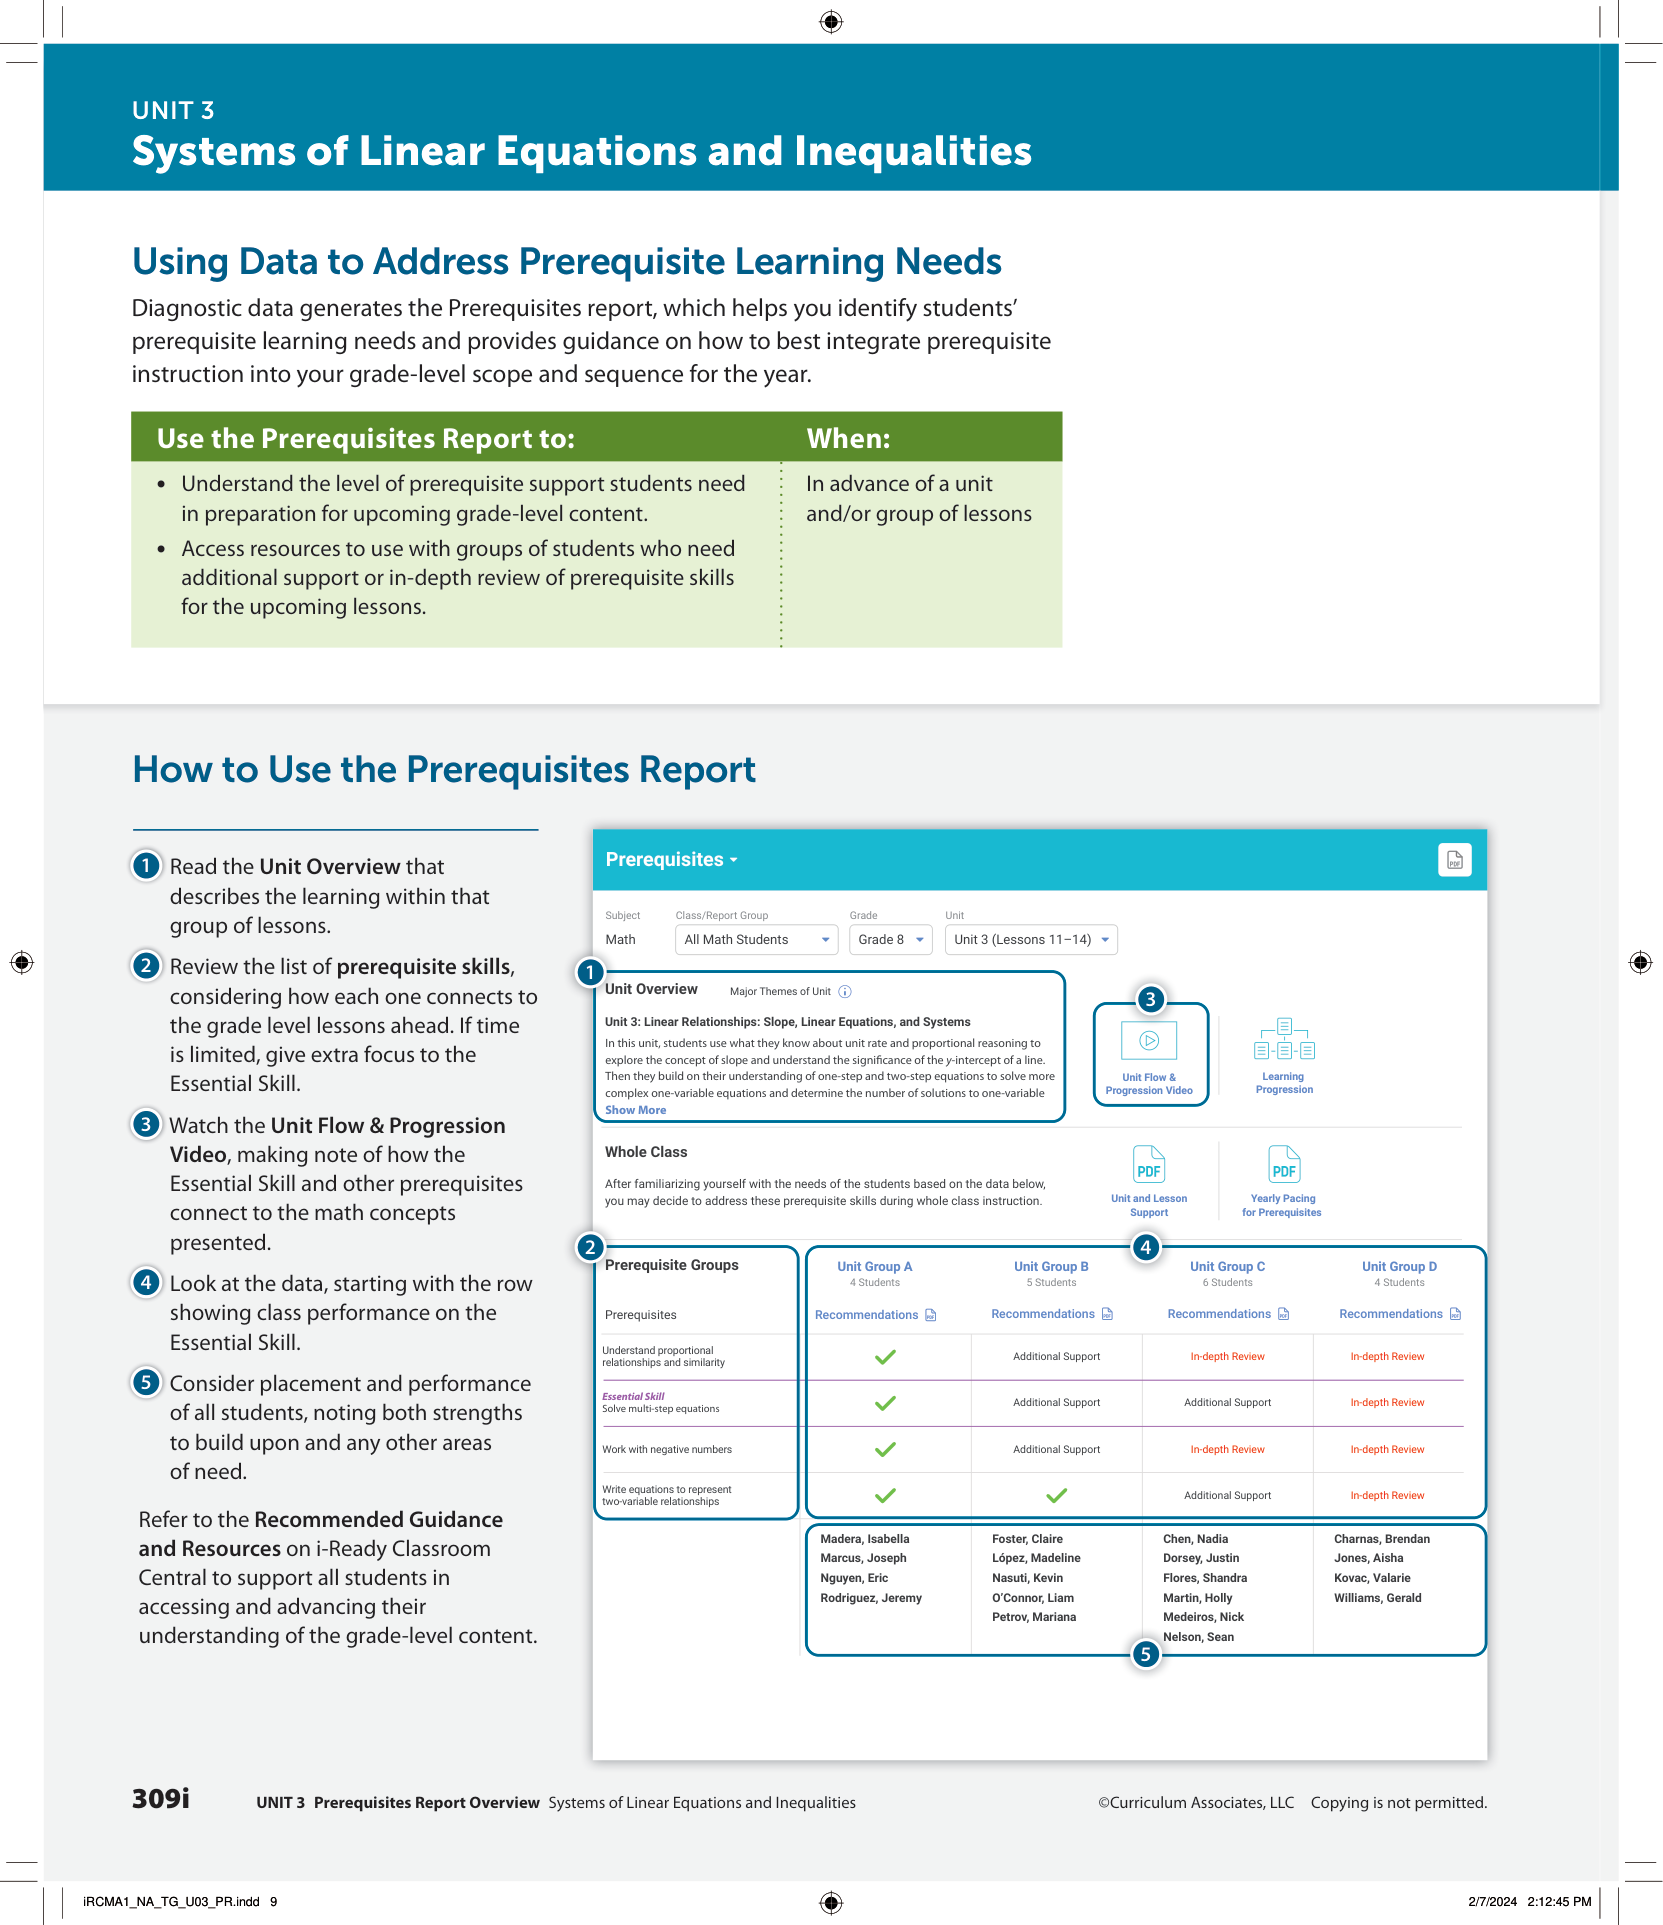 UNIT 3
Systems of Linear Equations and Inequalities
Using Data to Address Prerequisite Learning Needs
Diagnostic data generates the Prerequisites report, which helps you identify students’
prerequisite learning needs and provides guidance on how to best integrate prerequisite
instruction into your grade-level scope and sequence for the year.
Use the Prerequisites Report to:
• Understand the level of prerequisite support students need
in preparation for upcoming grade-level content.
• Access resources to use with groups of students who need
additional support or in-depth review of prerequisite skills
for the upcoming lessons.
When:
In advance of a unit
and/or group of lessons
How to Use the Prerequisites Report
1 Read the Unit Overview that
describes the learning within that
group of lessons.
2 Review the list of prerequisite skills,
considering how each one connects to
the grade level lessons ahead. If time
is limited, give extra focus to the
Essential Skill.
3 Watch the Unit Flow & Progression
Video, making note of how the
Essential Skill and other prerequisites
connect to the math concepts
presented.
4 Look at the data, starting with the row
showing class performance on the
Essential Skill.
5 Consider placement and performance
of all students, noting both strengths
to build upon and any other areas
of need.
Refer to the Recommended Guidance
and Resources on i-Ready Classroom
Central to support all students in
accessing and advancing their
understanding of the grade-level content.
Prerequisites
PDF
Subject Class/Report Group Grade Unit
Math All Math Students Grade 8 Unit 3 (Lessons 11–14)
1
Unit Overview Major Themes of Unit i
Unit 3: Linear Relationships: Slope, Linear Equations, and Systems
In this unit, students use what they know about unit rate and proportional reasoning to
explore the concept of slope and understand the significance of the y-intercept of a line.
Then they build on their understanding of one-step and two-step equations to solve more
complex one-variable equations and determine the number of solutions to one-variable
Show More
3
Unit Flow &
Progression Video
Learning
Progression
Whole Class
After familiarizing yourself with the needs of the students based on the data below,
you may decide to address these prerequisite skills during whole class instruction.
PDF
Unit and Lesson
Support
PDF
Yearly Pacing
for Prerequisites
2
4
Prerequisite Groups Unit Group A Unit Group B Unit Group C Unit Group D
4 Students 5 Students 6 Students 4 Students
Prerequisites Recommendations PDF Recommendations PDF Recommendations PDF Recommendations PDF
Understand proportional
relationships and similarity
Additional Support In-depth Review In-depth Review
Essential Skill
Solve multi-step equations
Additional Support Additional Support In-depth Review
Work with negative numbers Additional Support In-depth Review In-depth Review
Write equations to represent
two-variable relationships
Additional Support In-depth Review
Madera, Isabella Foster, Claire Chen, Nadia Charnas, Brendan
Marcus, Joseph López, Madeline Dorsey, Justin Jones, Aisha
Nguyen, Eric Nasuti, Kevin Flores, Shandra Kovac, Valarie
Rodriguez, Jeremy O’Connor, Liam Martin, Holly Williams, Gerald
Petrov, Mariana Medeiros, Nick
Nelson, Sean
5
309i UNIT 3 Prerequisites Report Overview Systems of Linear Equations and Inequalities ©Curriculum Associates, LLC Copying is not permitted.
iRCMA1_NA_TG_U03_PR.indd 9 2/7/2024 2:12:45 PM